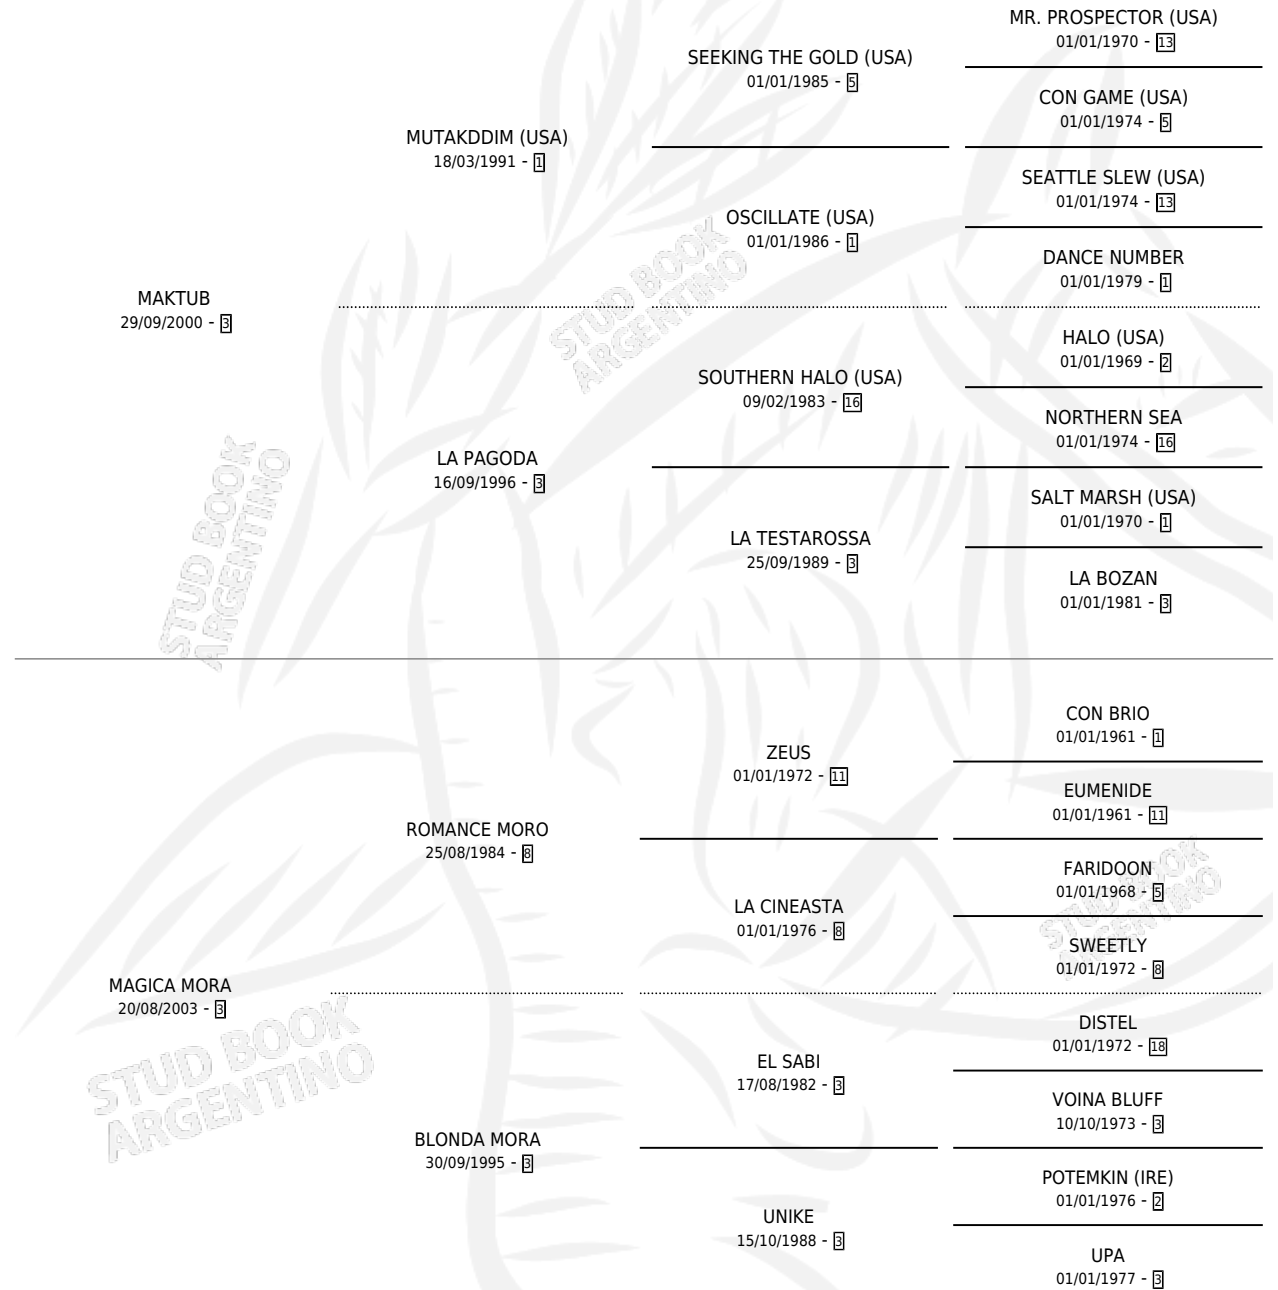 MR. PROSPECTOR (USA)
01/01/1970 - 13
SEEKING THE GOLD (USA)
01/01/1985 - 5
CON GAME (USA)
01/01/1974 - 5
MUTAKDDIM (USA)
18/03/1991 - 1
SEATTLE SLEW (USA)
01/01/1974 - 13
OSCILLATE (USA)
01/01/1986 - 1
DANCE NUMBER
01/01/1979 - 1
MAKTUB
29/09/2000 - 3
STUD BOOK
ARGENTINO
HALO (USA)
01/01/1969 - 2
SOUTHERN HALO (USA)
09/02/1983 - 16
NORTHERN SEA
01/01/1974 - 16
LA PAGODA
16/09/1996 - 3
SALT MARSH (USA)
01/01/1970 - 1
LA TESTAROSSA
25/09/1989 - 3
LA BOZAN
01/01/1981 - 3
STUD BOOK
ARGENTINO
CON BRIO
01/01/1961 - 1
ZEUS
01/01/1972 - 11
EUMENIDE
01/01/1961 - 11
ROMANCE MORO
25/08/1984 - 8
FARIDOON
01/01/1968 - 5
LA CINEASTA
01/01/1976 - 8
SWEETLY
01/01/1972 - 8
STUD BOOK
ARGENTINO
MAGICA MORA
20/08/2003 - 3
DISTEL
01/01/1972 - 18
EL SABI
17/08/1982 - 3
VOINA BLUFF
10/10/1973 - 3
STUD BOOK
ARGENTINO
BLONDA MORA
30/09/1995 - 3
POTEMKIN (IRE)
01/01/1976 - 2
UNIKE
15/10/1988 - 3
UPA
01/01/1977 - 3